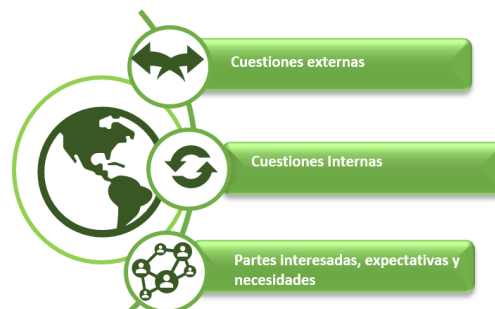 Cuestiones externas
Cuestiones Internas
Partes interesadas, expectativas y
necesidades